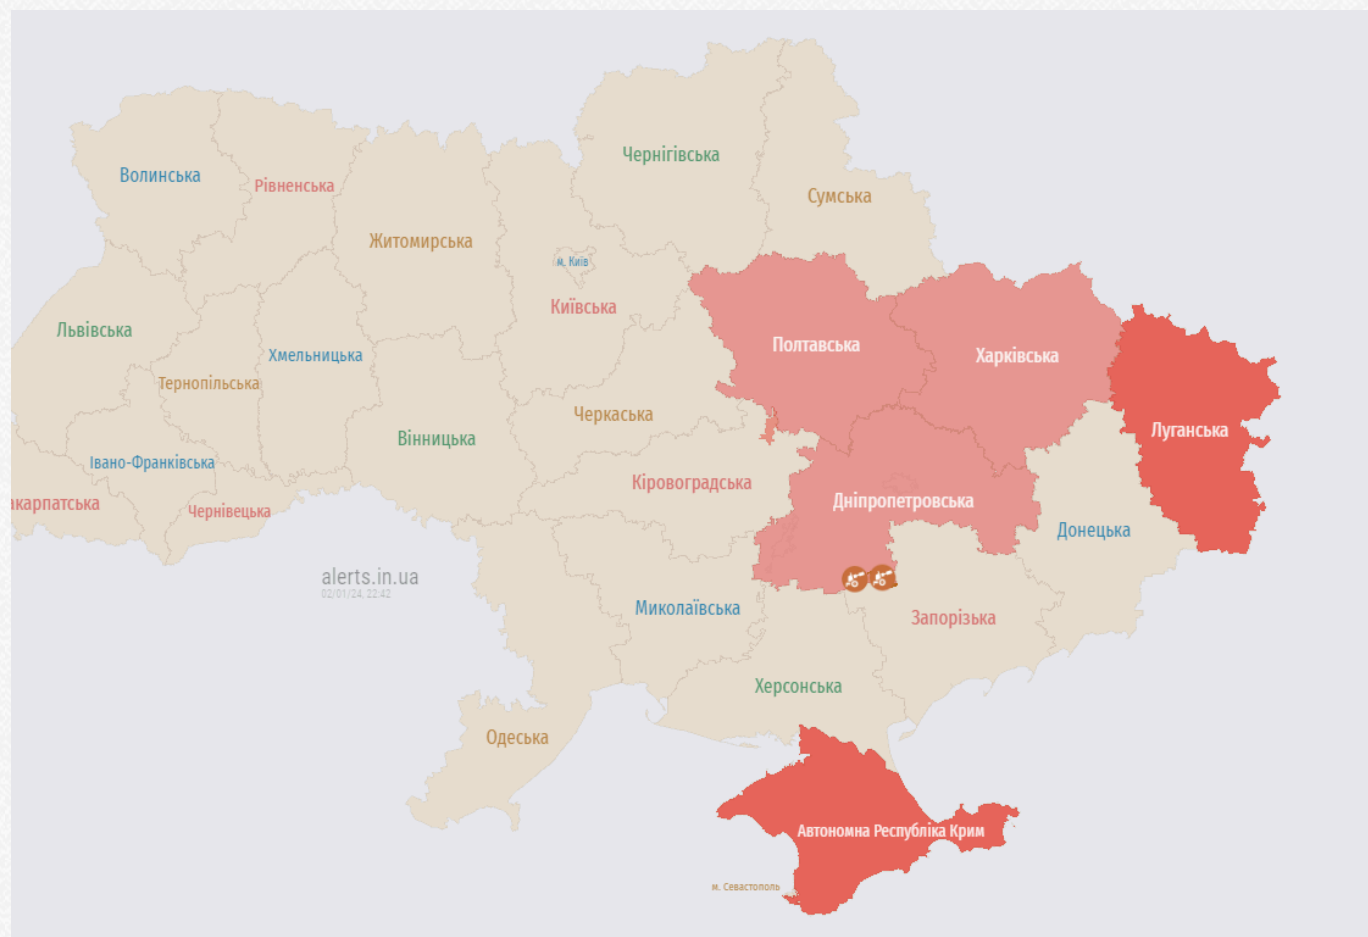 Чернігівська
Волинська
Рівненська
Сумська
Житомирська
м. Київ
Київська
Львівська
Хмельницька
Полтавська
Харківська
Тернопільська
Черкаська
Вінницька
Луганська
Івано-Франківська
Кіровоградська
акарпатська
Чернівецька
Дніпропетровська
Донецька
alerts.in.ua
02/01/24, 22:42
Миколаївська
Запорізька
Херсонська
Одеська
Автономна Республіка Крим
м. Севастополь